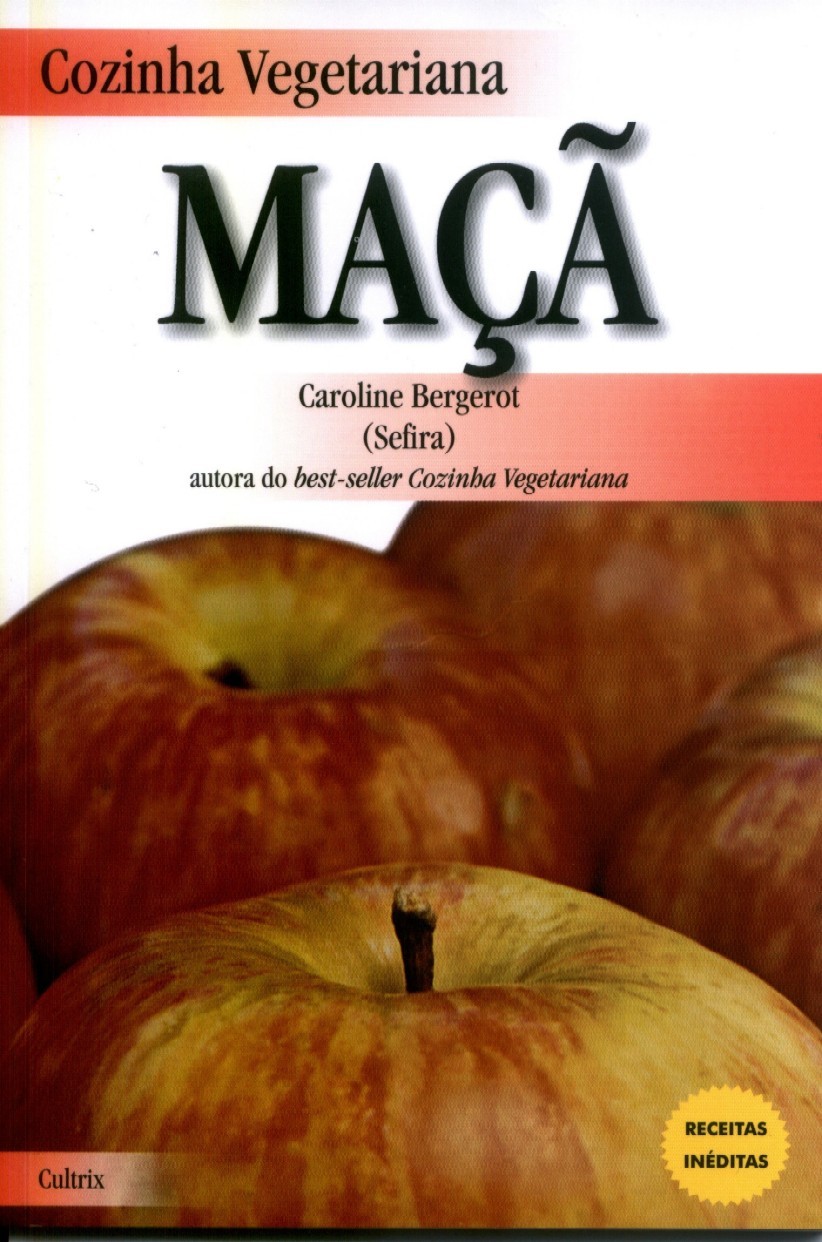 Cozinha Vegetariana
MAÇÃ
Caroline Bergerot
(Sefira)
autora do best-seller Cozinha Vegetariana
RECEITAS
INÉDITAS
Cultrix